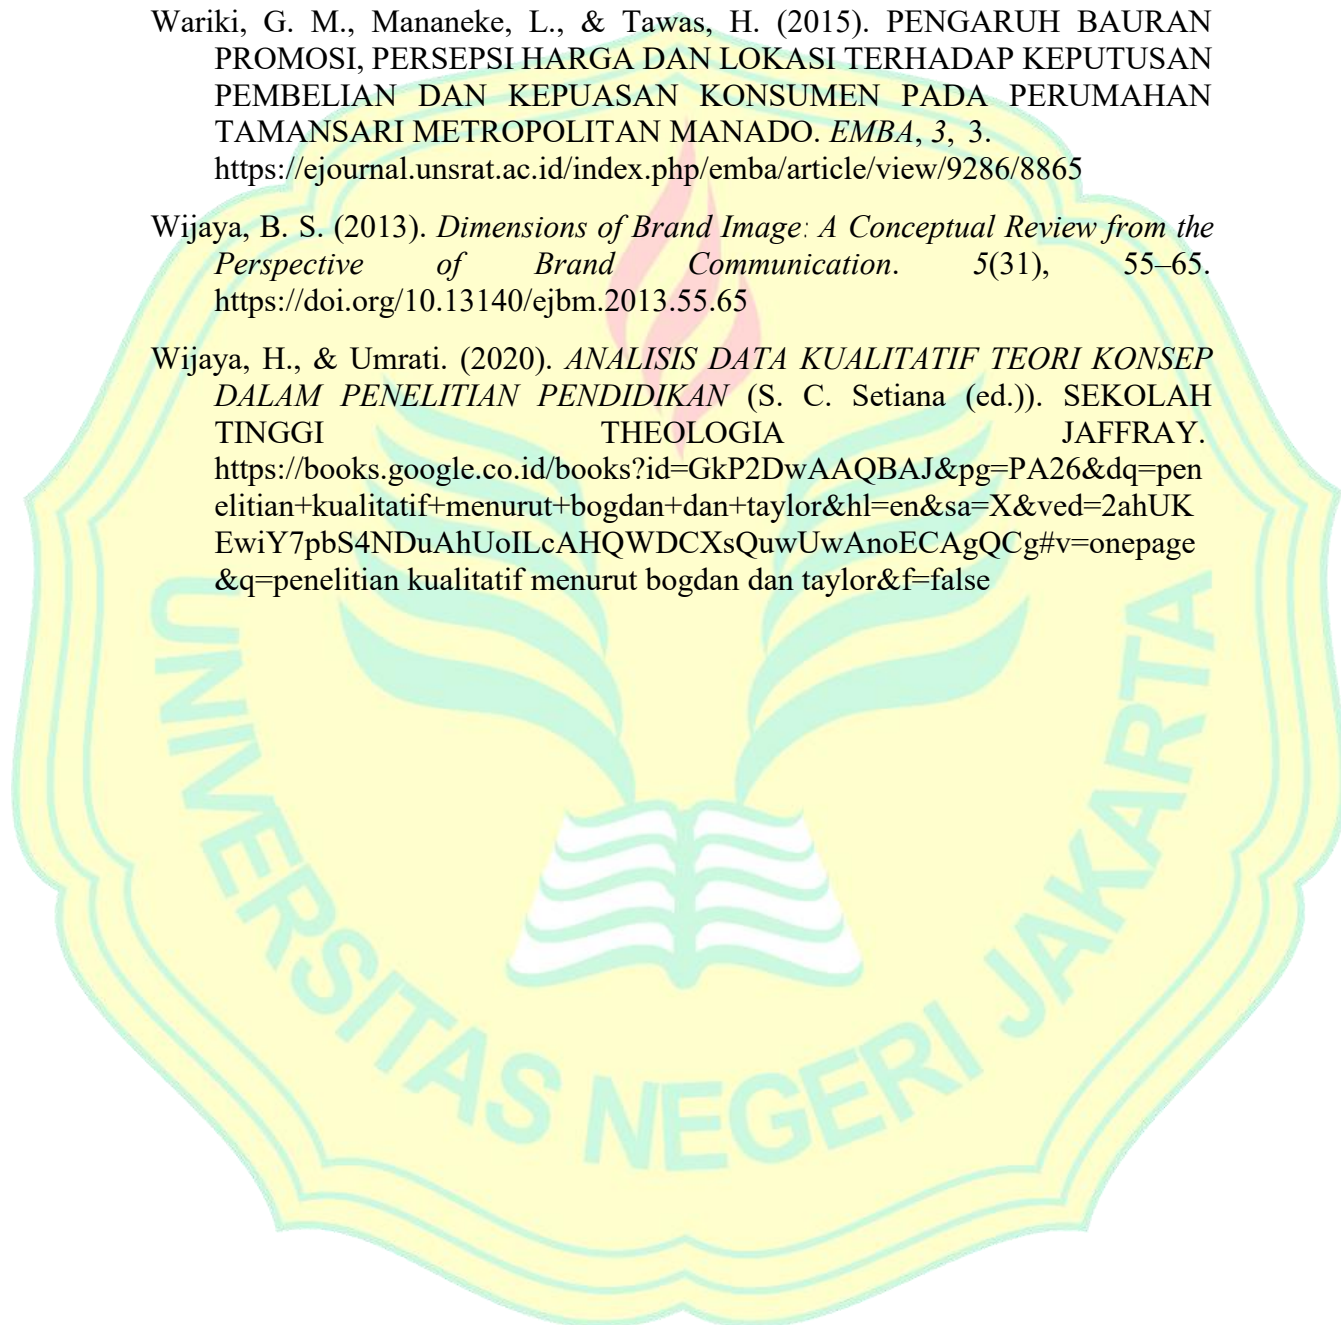 Wariki, G. M., Mananeke, L., & Tawas, H. (2015). PENGARUH BAURAN
PROMOSI, PERSEPSI HARGA DAN LOKASI TERHADAP KEPUTUSAN
PEMBELIAN DAN KEPUASAN KONSUMEN PADA PERUMAHAN
TAMANSARI METROPOLITAN MANADO. EMBA, 3, 3.
https://ejournal.unsrat.ac.id/index.php/emba/article/view/9286/8865
Wijaya, B. S. (2013). Dimensions of Brand Image: A Conceptual Review from the
Perspective of Brand Communication. 5(31), 55–65.
https://doi.org/10.13140/ejbm.2013.55.65
Wijaya, H., & Umrati. (2020). ANALISIS DATA KUALITATIF TEORI KONSEP
DALAM PENELITIAN PENDIDIKAN (S. C. Setiana (ed.)). SEKOLAH
TINGGI THEOLOGIA JAFFRAY.
https://books.google.co.id/books?id=GkP2DwAAQBAJ&pg=PA26&dq=pen
elitian+kualitatif+menurut+bogdan+dan+taylor&hl=en&sa=X&ved=2ahUK
EwiY7pbS4NDuAhUoILcAHQWDCXsQuwUwAnoECAgQCg#v=onepage
&q=penelitian kualitatif menurut bogdan dan taylor&f=false
UNIVERSITAS NEGERI JAKARTA